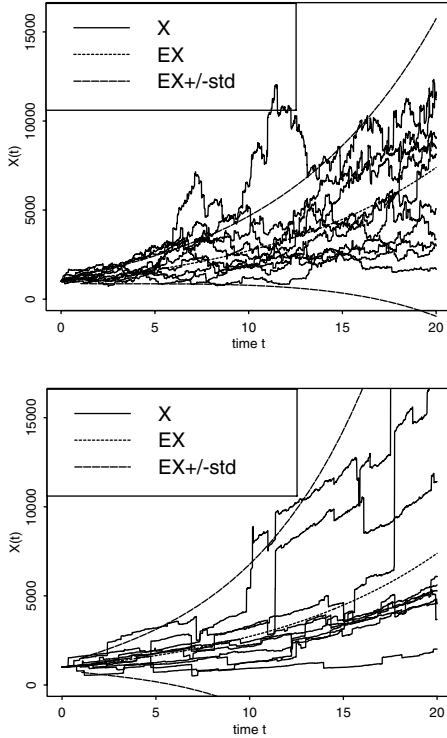 X
EX
EX+/-std
X(t)
15000
10000
5000
0
0 5 10 15 20
time t
X
EX
EX+/-std
X(t)
15000
10000
5000
0
0 5 10 15 20
time t